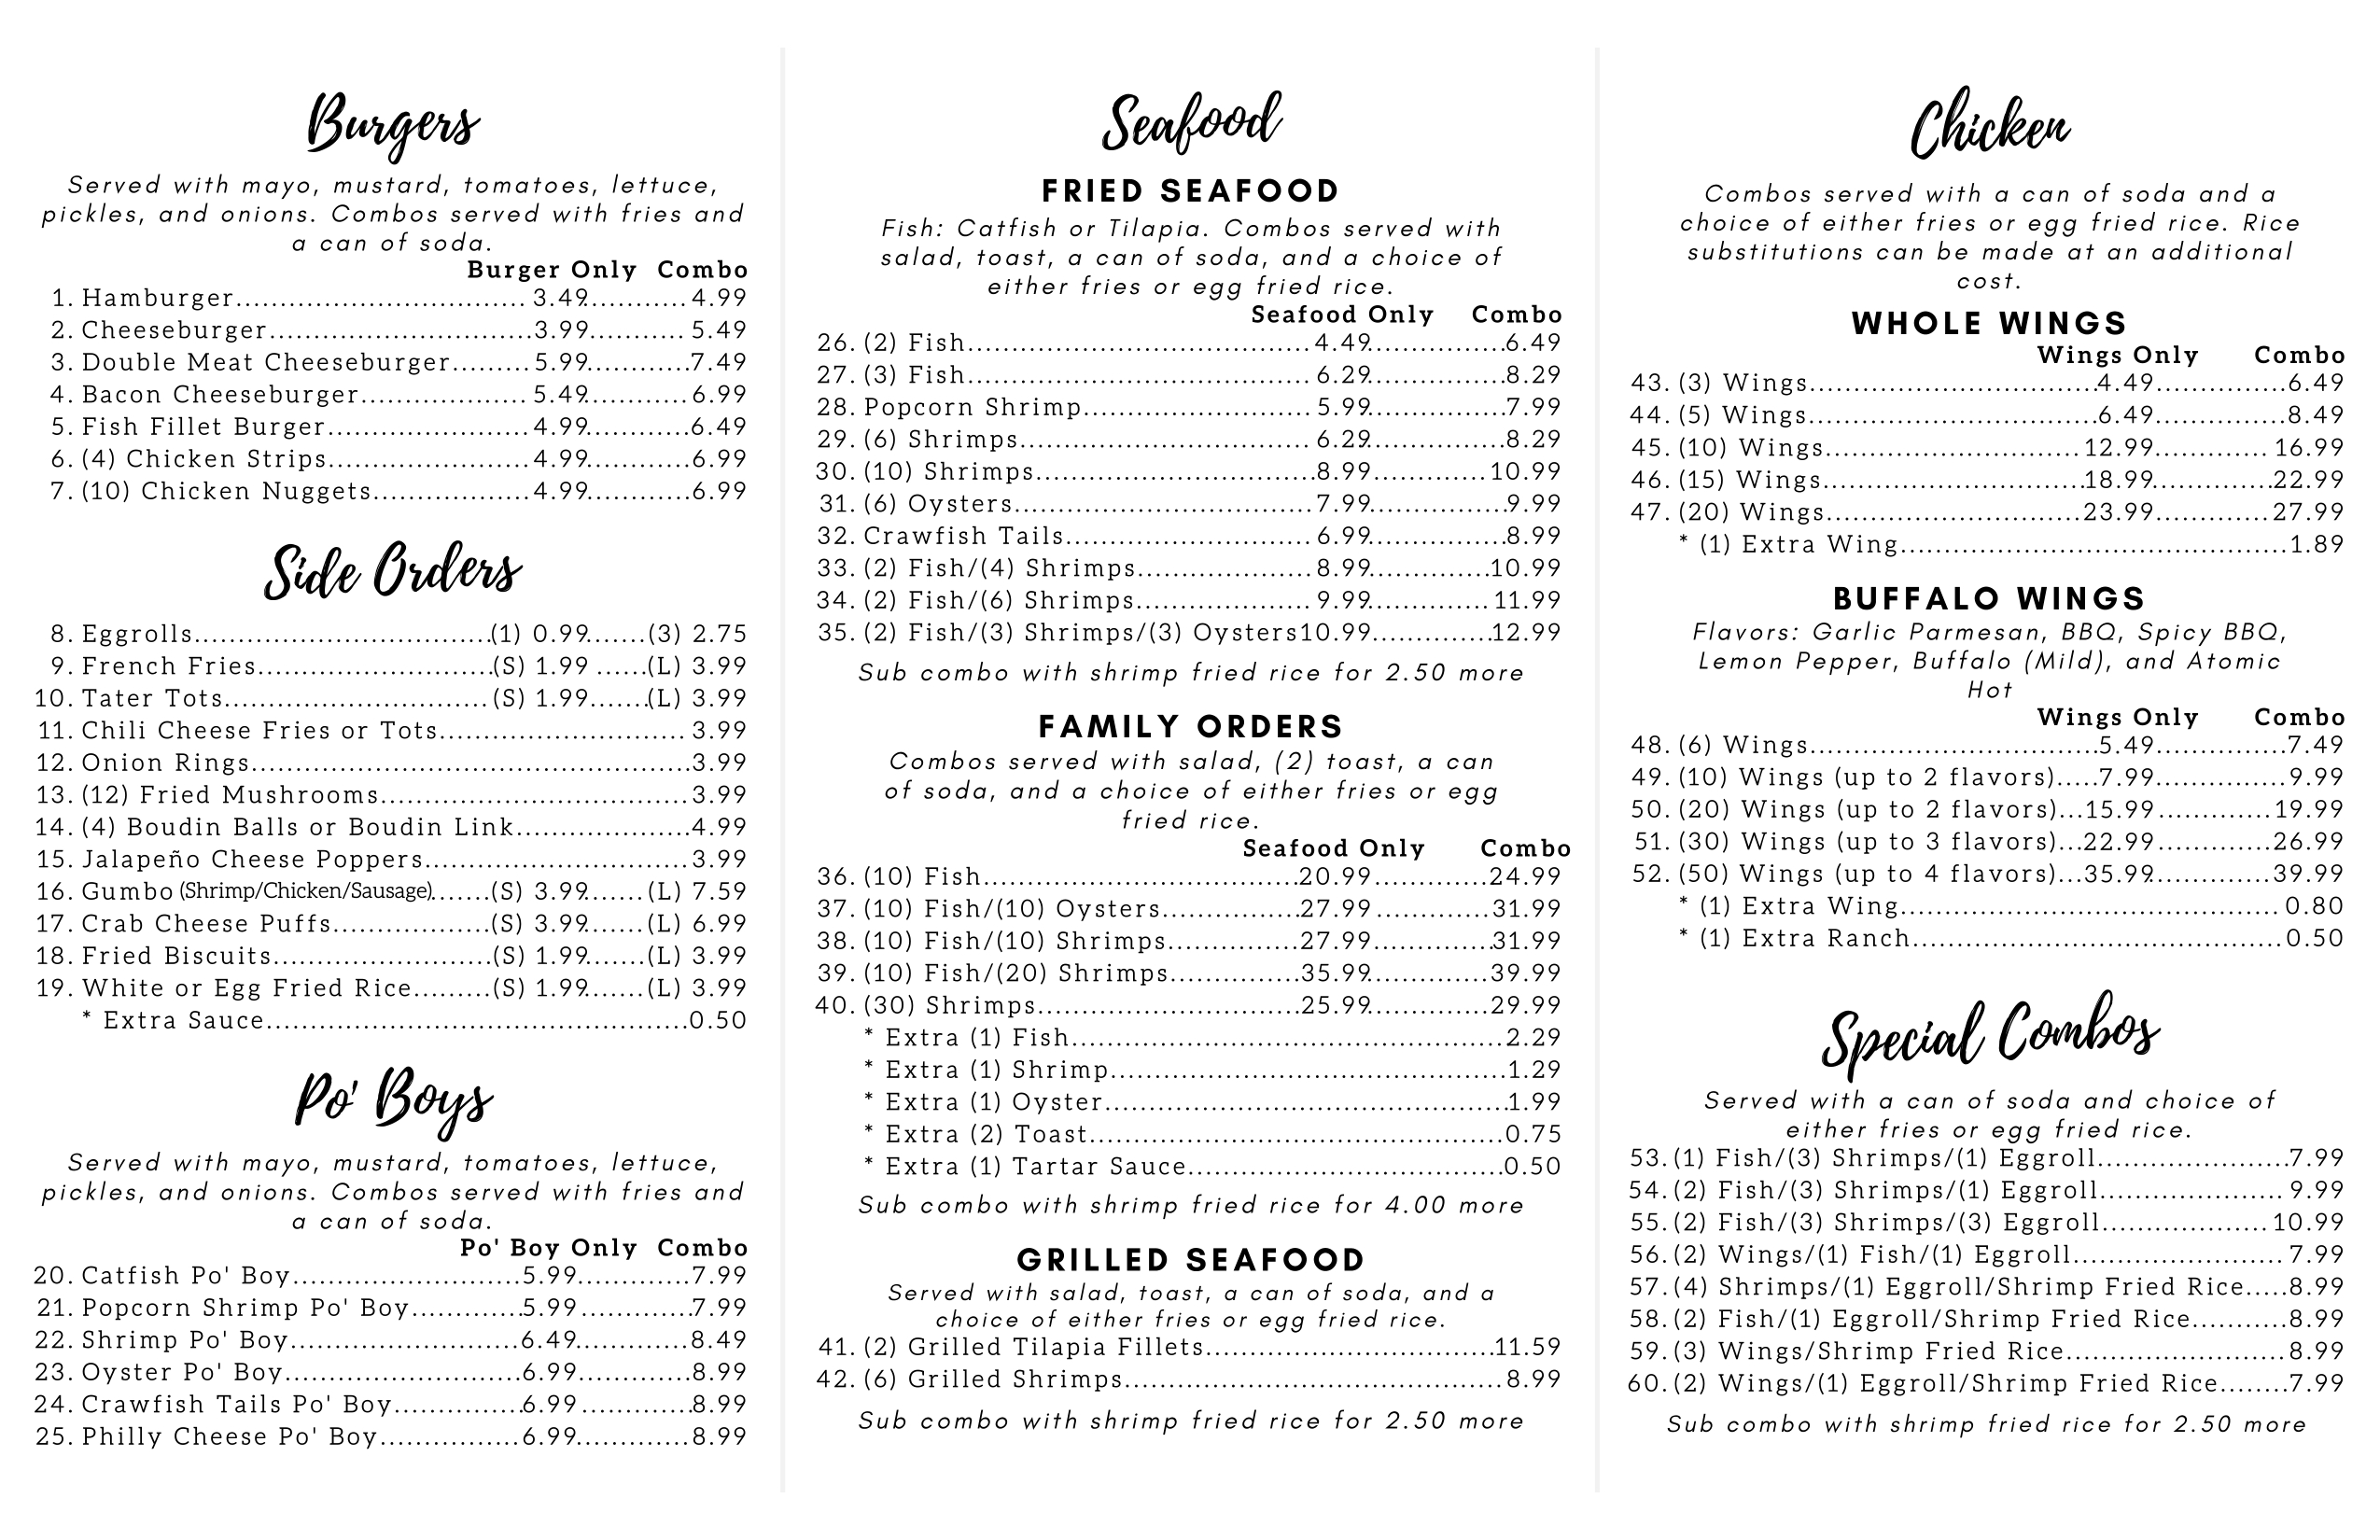 Burgers
Served with mayo, mustard, tomatoes, lettuce,
pickles, and onions. Combos served with fries and
a can of soda.
Burger Only Combo
1. Hamburger................................. 3.49............ 4.99
2. Cheeseburger..............................3.99........... 5.49
3. Double Meat Cheeseburger......... 5.99............7.49
4. Bacon Cheeseburger................... 5.49............6.99
5. Fish Fillet Burger.......................4.99............6.49
6. (4) Chicken Strips.......................4.99............6.99
7. (10) Chicken Nuggets..................4.99............6.99
Side Orders
8. Eggrolls..................................(1) 0.99.......(3) 2.75
9. French Fries...........................(S) 1.99 ......(L) 3.99
10. Tater Tots.............................. (S) 1.99.......(L) 3.99
11. Chili Cheese Fries or Tots............................ 3.99
12. Onion Rings..................................................3.99
13. (12) Fried Mushrooms...................................3.99
14. (4) Boudin Balls or Boudin Link....................4.99
15. Jalapeño Cheese Poppers..............................3.99
16. Gumbo (Shrimp/Chicken/Sausage).......(S) 3.99.......(L) 7.59
17. Crab Cheese Puffs..................(S) 3.99.......(L) 6.99
18. Fried Biscuits.........................(S) 1.99.......(L) 3.99
19. White or Egg Fried Rice.........(S) 1.99.......(L) 3.99
* Extra Sauce................................................0.50
Po' Boys
Served with mayo, mustard, tomatoes, lettuce,
pickles, and onions. Combos served with fries and
a can of soda.
Po' Boy Only Combo
20. Catfish Po' Boy..........................5.99.............7.99
21. Popcorn Shrimp Po' Boy.............5.99.............7.99
22. Shrimp Po' Boy..........................6.49.............8.49
23. Oyster Po' Boy...........................6.99.............8.99
24. Crawfish Tails Po' Boy...............6.99.............8.99
25. Philly Cheese Po' Boy................6.99.............8.99
Seafood
FRIED SEAFOOD
Fish: Catfish or Tilapia. Combos served with
salad, toast, a can of soda, and a choice of
either fries or egg fried rice.
Seafood Only Combo
26. (2) Fish.......................................4.49................6.49
27. (3) Fish....................................... 6.29................8.29
28. Popcorn Shrimp.......................... 5.99................7.99
29. (6) Shrimps................................. 6.29................8.29
30. (10) Shrimps................................8.99............. 10.99
31. (6) Oysters..................................7.99................9.99
32. Crawfish Tails............................ 6.99................8.99
33. (2) Fish/(4) Shrimps....................8.99..............10.99
34. (2) Fish/(6) Shrimps.................... 9.99.............. 11.99
35. (2) Fish/(3) Shrimps/(3) Oysters10.99..............12.99
Sub combo with shrimp fried rice for 2.50 more
FAMILY ORDERS
Combos served with salad, (2) toast, a can
of soda, and a choice of either fries or egg
fried rice.
Seafood Only Combo
36. (10) Fish....................................20.99.............24.99
37. (10) Fish/(10) Oysters................27.99.............31.99
38. (10) Fish/(10) Shrimps...............27.99.............31.99
39. (10) Fish/(20) Shrimps...............35.99.............39.99
40. (30) Shrimps..............................25.99.............29.99
* Extra (1) Fish.................................................2.29
* Extra (1) Shrimp.............................................1.29
* Extra (1) Oyster..............................................1.99
* Extra (2) Toast...............................................0.75
* Extra (1) Tartar Sauce....................................0.50
Sub combo with shrimp fried rice for 4.00 more
GRILLED SEAFOOD
Served with salad, toast, a can of soda, and a
choice of either fries or egg fried rice.
41. (2) Grilled Tilapia Fillets.................................11.59
42. (6) Grilled Shrimps........................................... 8.99
Sub combo with shrimp fried rice for 2.50 more
Chicken
Combos served with a can of soda and a
choice of either fries or egg fried rice. Rice
substitutions can be made at an additional
cost.
WHOLE WINGS
Wings Only Combo
43. (3) Wings.................................4.49...............6.49
44. (5) Wings.................................6.49...............8.49
45. (10) Wings............................. 12.99............. 16.99
46. (15) Wings..............................18.99..............22.99
47. (20) Wings.............................23.99.............27.99
* (1) Extra Wing............................................1.89
BUFFALO WINGS
Flavors: Garlic Parmesan, BBQ, Spicy BBQ,
Lemon Pepper, Buffalo (Mild), and Atomic
Hot
Wings Only Combo
48. (6) Wings.................................5.49...............7.49
49. (10) Wings (up to 2 flavors).....7.99...............9.99
50. (20) Wings (up to 2 flavors)...15.99.............19.99
51. (30) Wings (up to 3 flavors)...22.99.............26.99
52. (50) Wings (up to 4 flavors)...35.99.............39.99
* (1) Extra Wing........................................... 0.80
* (1) Extra Ranch..........................................0.50
Special Combos
Served with a can of soda and choice of
either fries or egg fried rice.
53. (1) Fish/(3) Shrimps/(1) Eggroll......................7.99
54. (2) Fish/(3) Shrimps/(1) Eggroll..................... 9.99
55. (2) Fish/(3) Shrimps/(3) Eggroll................... 10.99
56. (2) Wings/(1) Fish/(1) Eggroll........................ 7.99
57. (4) Shrimps/(1) Eggroll/Shrimp Fried Rice.....8.99
58. (2) Fish/(1) Eggroll/Shrimp Fried Rice...........8.99
59. (3) Wings/Shrimp Fried Rice.........................8.99
60. (2) Wings/(1) Eggroll/Shrimp Fried Rice........7.99
Sub combo with shrimp fried rice for 2.50 more